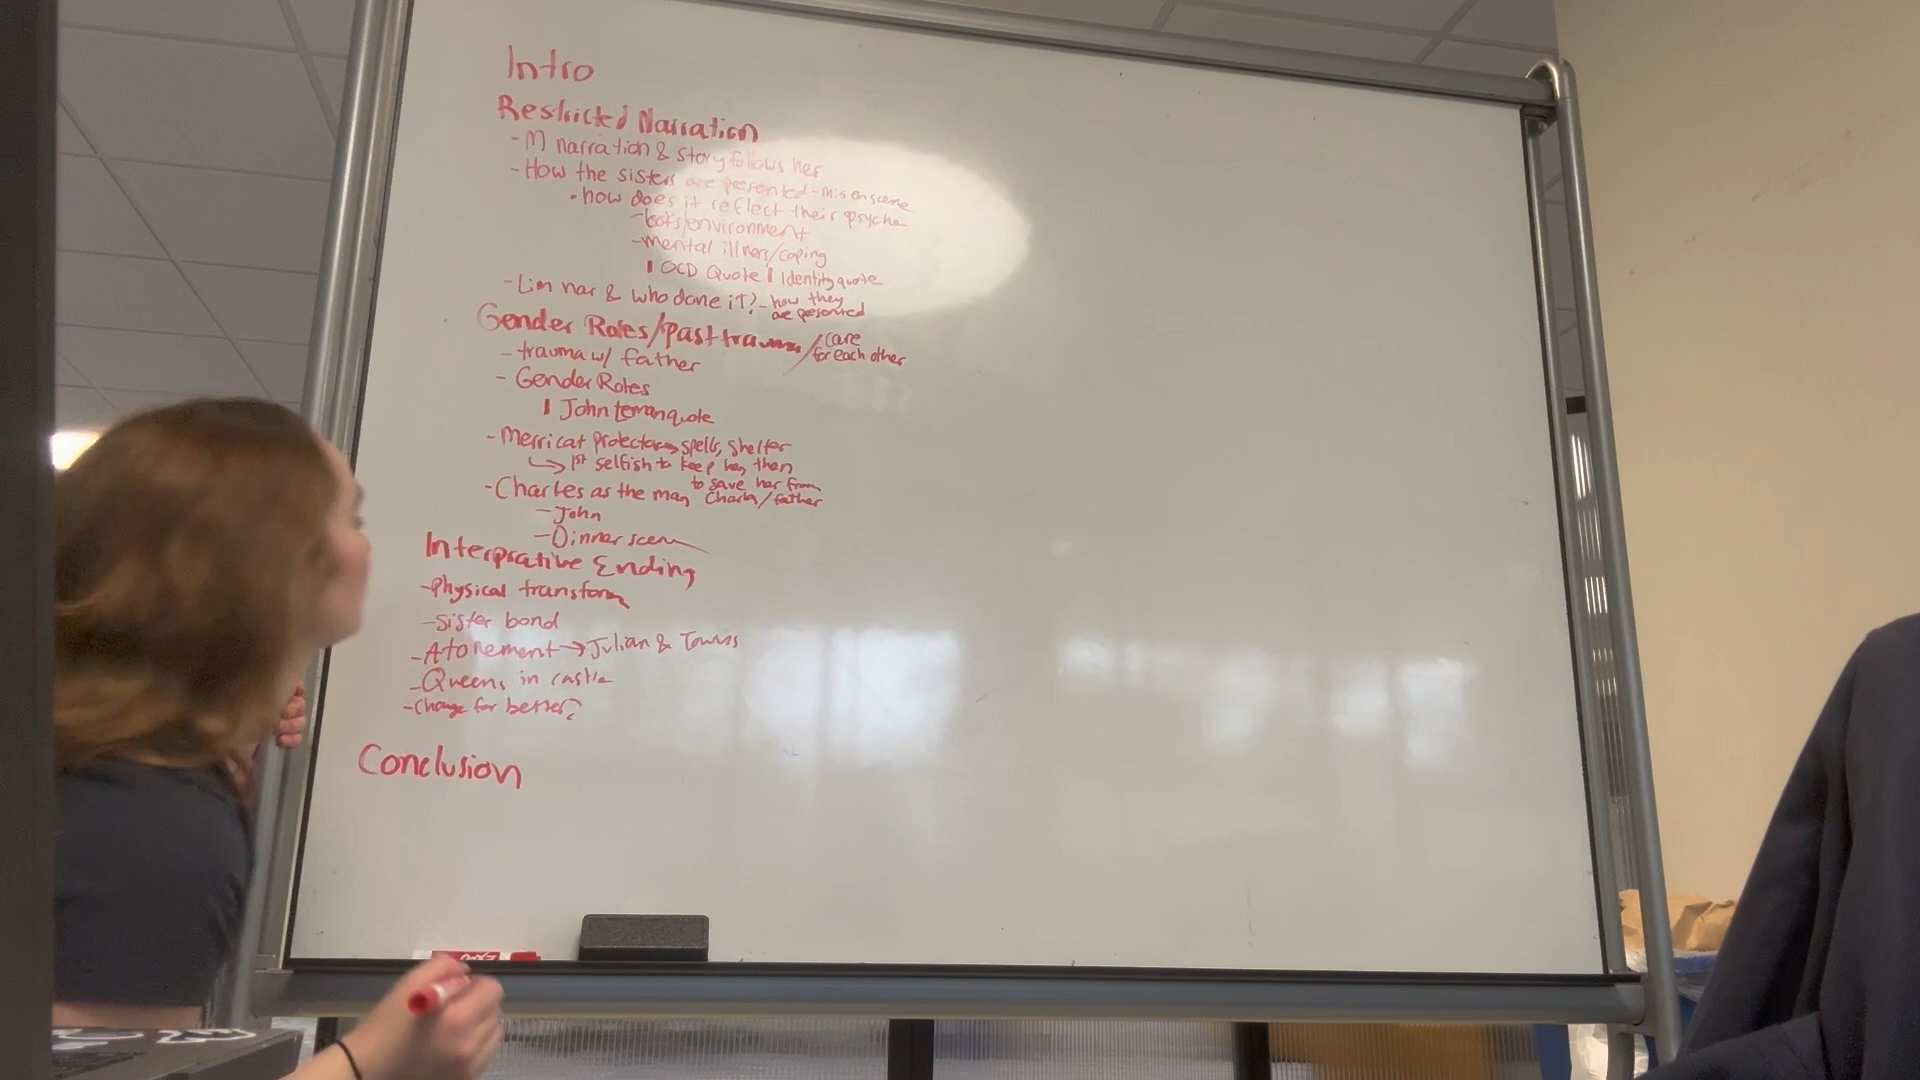 Intro
Restricted Narration
- M narration & story follows her
- How the sisters are presented - mis en scene
• how does it reflect their psyche
- looks/environment
- mental illness/coping
OCD Quote Identity quote
- Lim nar & who done it? - how they
are presented
Gender Roles/past trauma/care
for each other
- trauma w/ father
- Gender Roles
John quote
- Merricat protector → spells, shelter
↳ 1st selfish to keep her, then
to save her from
- Charles as the man, Charles/father
- John
- Dinner scene
Interprative Ending
- Physical transform
- sister bond
- Atonement → Julian & Towns
- Queens in castle
- Change for better?
Conclusion
EXPO